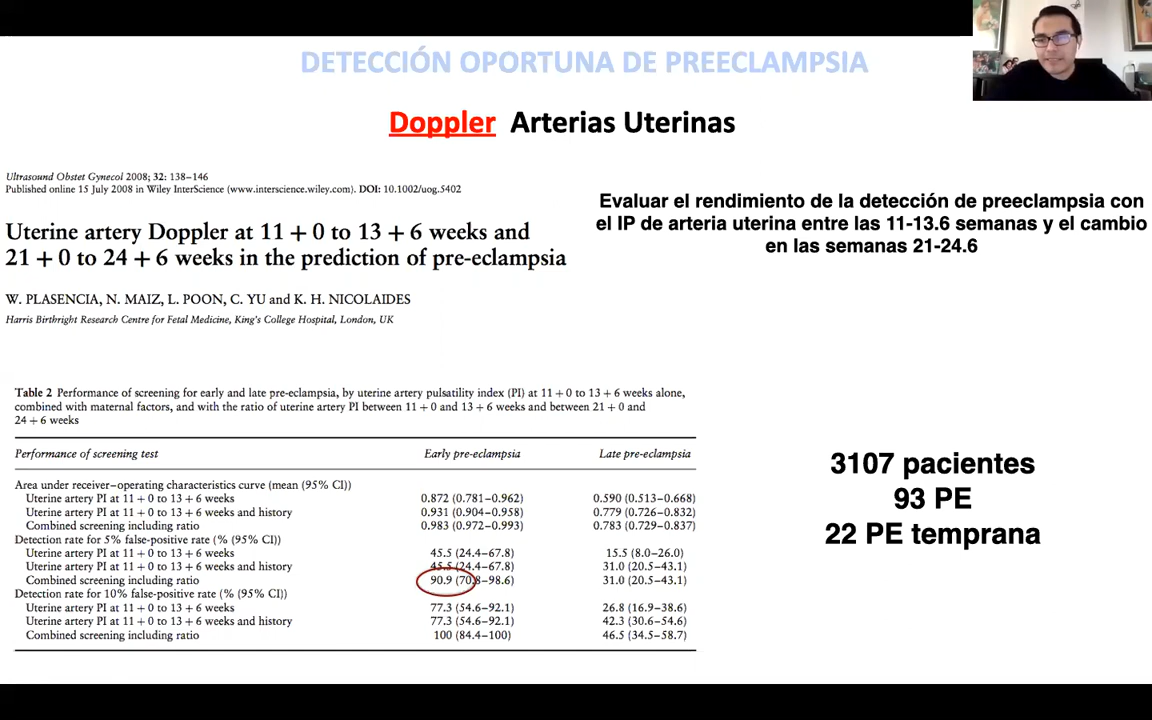 DETECCIÓN OPORTUNA DE PREECLAMPSIA
Doppler Arterias Uterinas
Ultrasound Obstet Gynecol 2008; 32: 138–146
Published online 15 July 2008 in Wiley InterScience (www.interscience.wiley.com). DOI: 10.1002/uog.5402
Uterine artery Doppler at 11 + 0 to 13 + 6 weeks and
21 + 0 to 24 + 6 weeks in the prediction of pre-eclampsia
W. PLASENCIA, N. MAIZ, L. POON, C. YU and K. H. NICOLAIDES
Harris Birthright Research Centre for Fetal Medicine, King's College Hospital, London, UK
Evaluar el rendimiento de la detección de preeclampsia con
el IP de arteria uterina entre las 11-13.6 semanas y el cambio
en las semanas 21-24.6
Table 2 Performance of screening for early and late pre-eclampsia, by uterine artery pulsatility index (PI) at 11 + 0 to 13 + 6 weeks alone,
combined with maternal factors, and with the ratio of uterine artery PI between 11 + 0 and 13 + 6 weeks and between 21 + 0 and
24 + 6 weeks
Performance of screening test Early pre-eclampsia Late pre-eclampsia
Area under receiver–operating characteristics curve (mean (95% CI))
Uterine artery PI at 11 + 0 to 13 + 6 weeks 0.872 (0.781–0.962) 0.590 (0.513–0.668)
Uterine artery PI at 11 + 0 to 13 + 6 weeks and history 0.931 (0.904–0.958) 0.779 (0.726–0.832)
Combined screening including ratio 0.983 (0.972–0.993) 0.783 (0.729–0.837)
Detection rate for 5% false-positive rate (% (95% CI))
Uterine artery PI at 11 + 0 to 13 + 6 weeks 45.5 (24.4–67.8) 15.5 (8.0–26.0)
Uterine artery PI at 11 + 0 to 13 + 6 weeks and history 45.5 (24.4–67.8) 31.0 (20.5–43.1)
Combined screening including ratio 90.9 (70.8–98.6) 31.0 (20.5–43.1)
Detection rate for 10% false-positive rate (% (95% CI))
Uterine artery PI at 11 + 0 to 13 + 6 weeks 77.3 (54.6–92.1) 26.8 (16.9–38.6)
Uterine artery PI at 11 + 0 to 13 + 6 weeks and history 77.3 (54.6–92.1) 42.3 (30.6–54.6)
Combined screening including ratio 100 (84.4–100) 46.5 (34.5–58.7)
3107 pacientes
93 PE
22 PE temprana